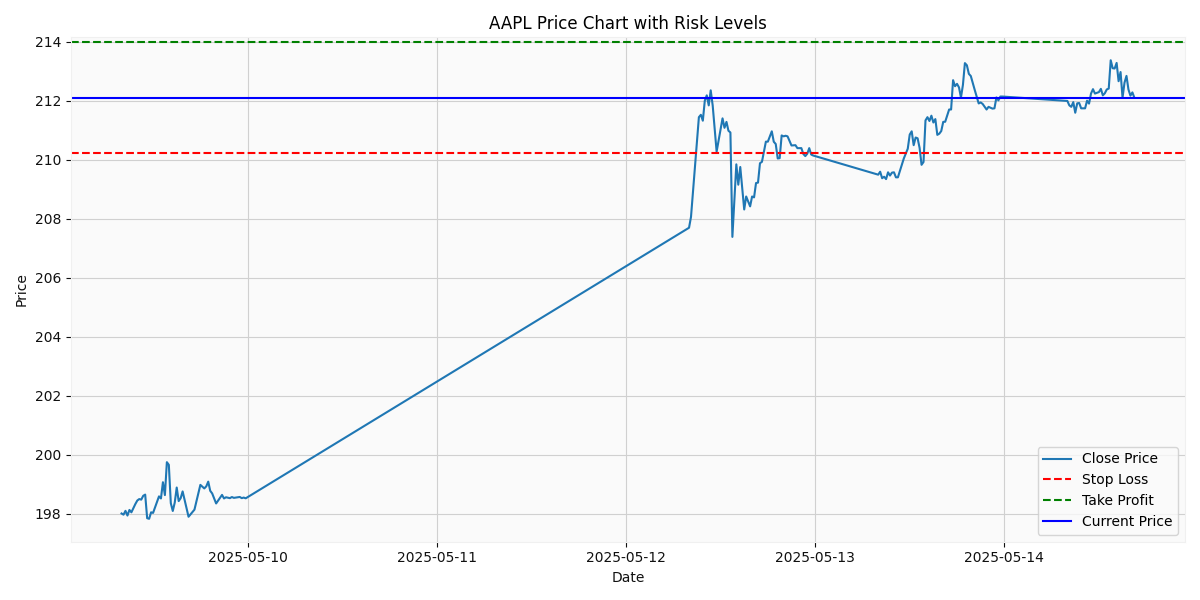 AAPL Price Chart with Risk Levels
214
212
210
208
206
204
202
200
198
Price
2025-05-10
2025-05-11
2025-05-12
2025-05-13
2025-05-14
Date
Close Price
Stop Loss
Take Profit
Current Price